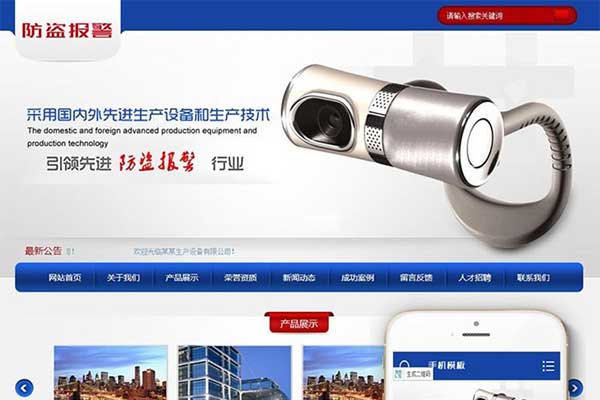 防盗报警
请输入搜索关键词
采用国内外先进生产设备和生产技术
The domestic and foreign advanced production equipment and
production technology
引领先进 防盗报警 行业
最新公告 !
欢迎光临某某生产设备有限公司!
网站首页 关于我们 产品展示 荣誉资质 新闻动态 成功案例 留言反馈 人才招聘 联系我们
产品展示
手机模板
生成二维码